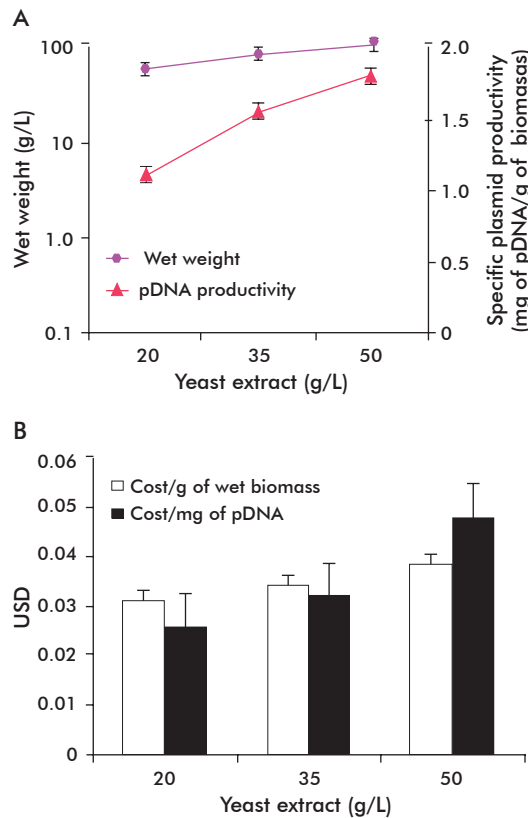 A
100
10
1.0
0.1
Wet weight (g/L)
Wet weight
pDNA productivity
2.0
1.5
1.0
0.5
0
Specific plasmid productivity
(mg of pDNA/g of biomasas)
20 35 50
Yeast extract (g/L)
B
0.06
0.05
0.04
0.03
0.02
0.01
0
USD
Cost/g of wet biomass
Cost/mg of pDNA
20 35 50
Yeast extract (g/L)